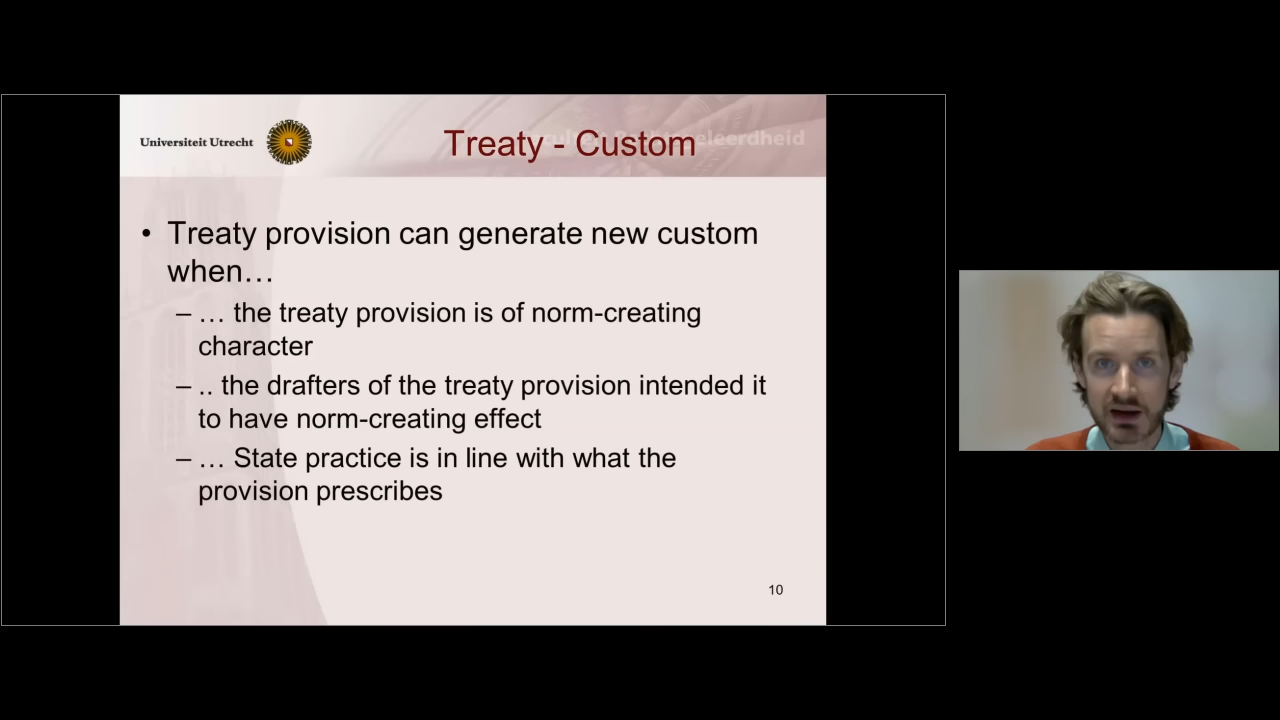 Universiteit Utrecht
Treaty - Custom
• Treaty provision can generate new custom
when…
– … the treaty provision is of norm-creating
character
– .. the drafters of the treaty provision intended it
to have norm-creating effect
– … State practice is in line with what the
provision prescribes
10